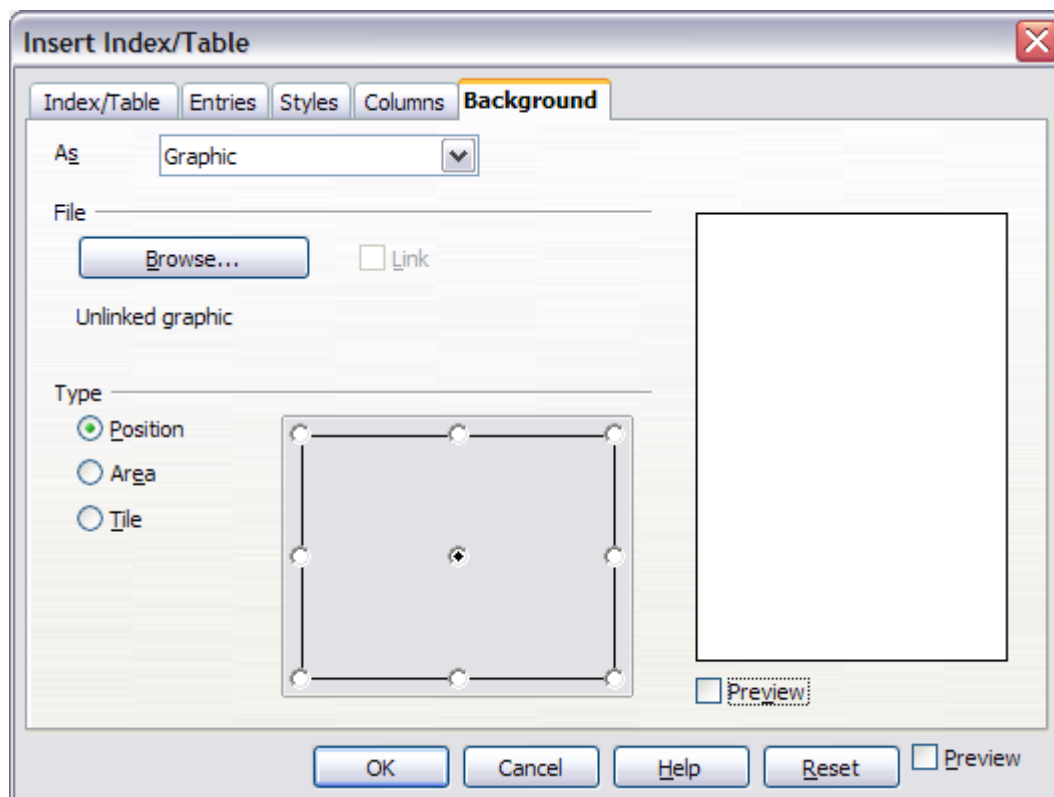 Insert Index/Table
Index/Table Entries Styles Columns Background
As Graphic
File
Browse... Link
Unlinked graphic
Type
Position
Area
Tile
Preview
OK Cancel Help Reset Preview